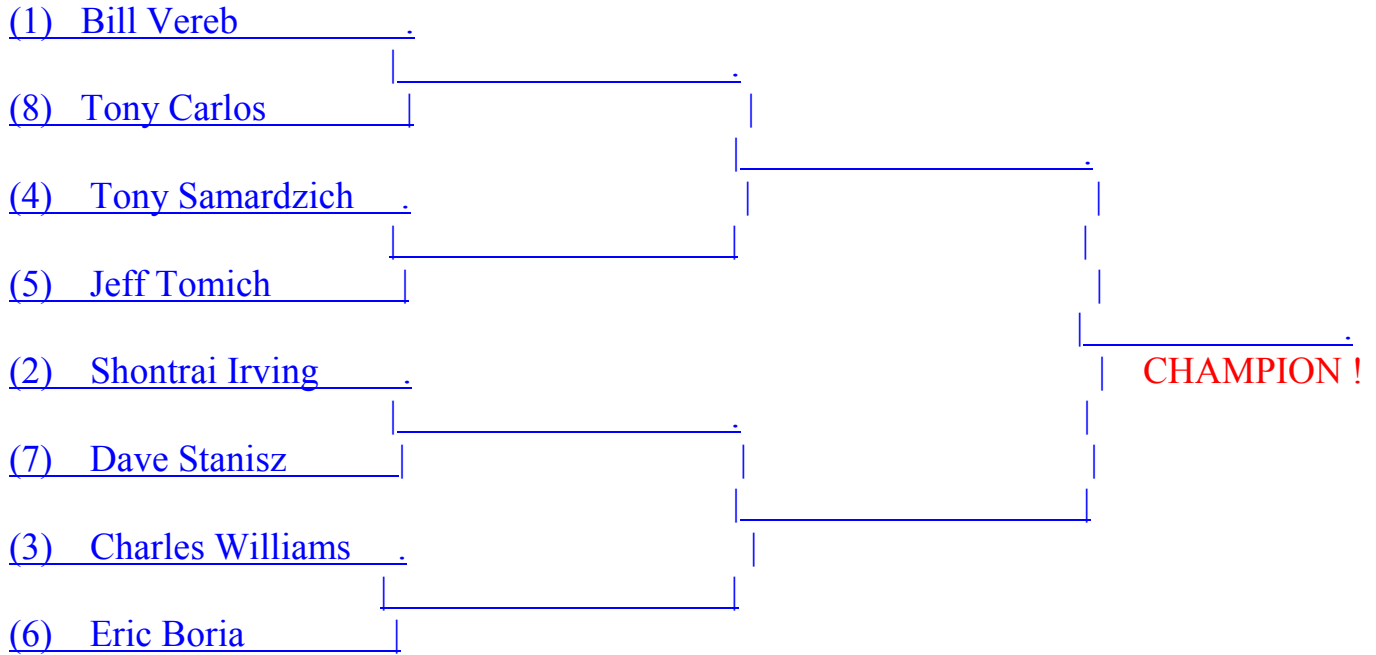 (1) Bill Vereb
(8) Tony Carlos
(4) Tony Samardzich
(5) Jeff Tomich
(2) Shontrai Irving
CHAMPION !
(7) Dave Stanisz
(3) Charles Williams
(6) Eric Boria